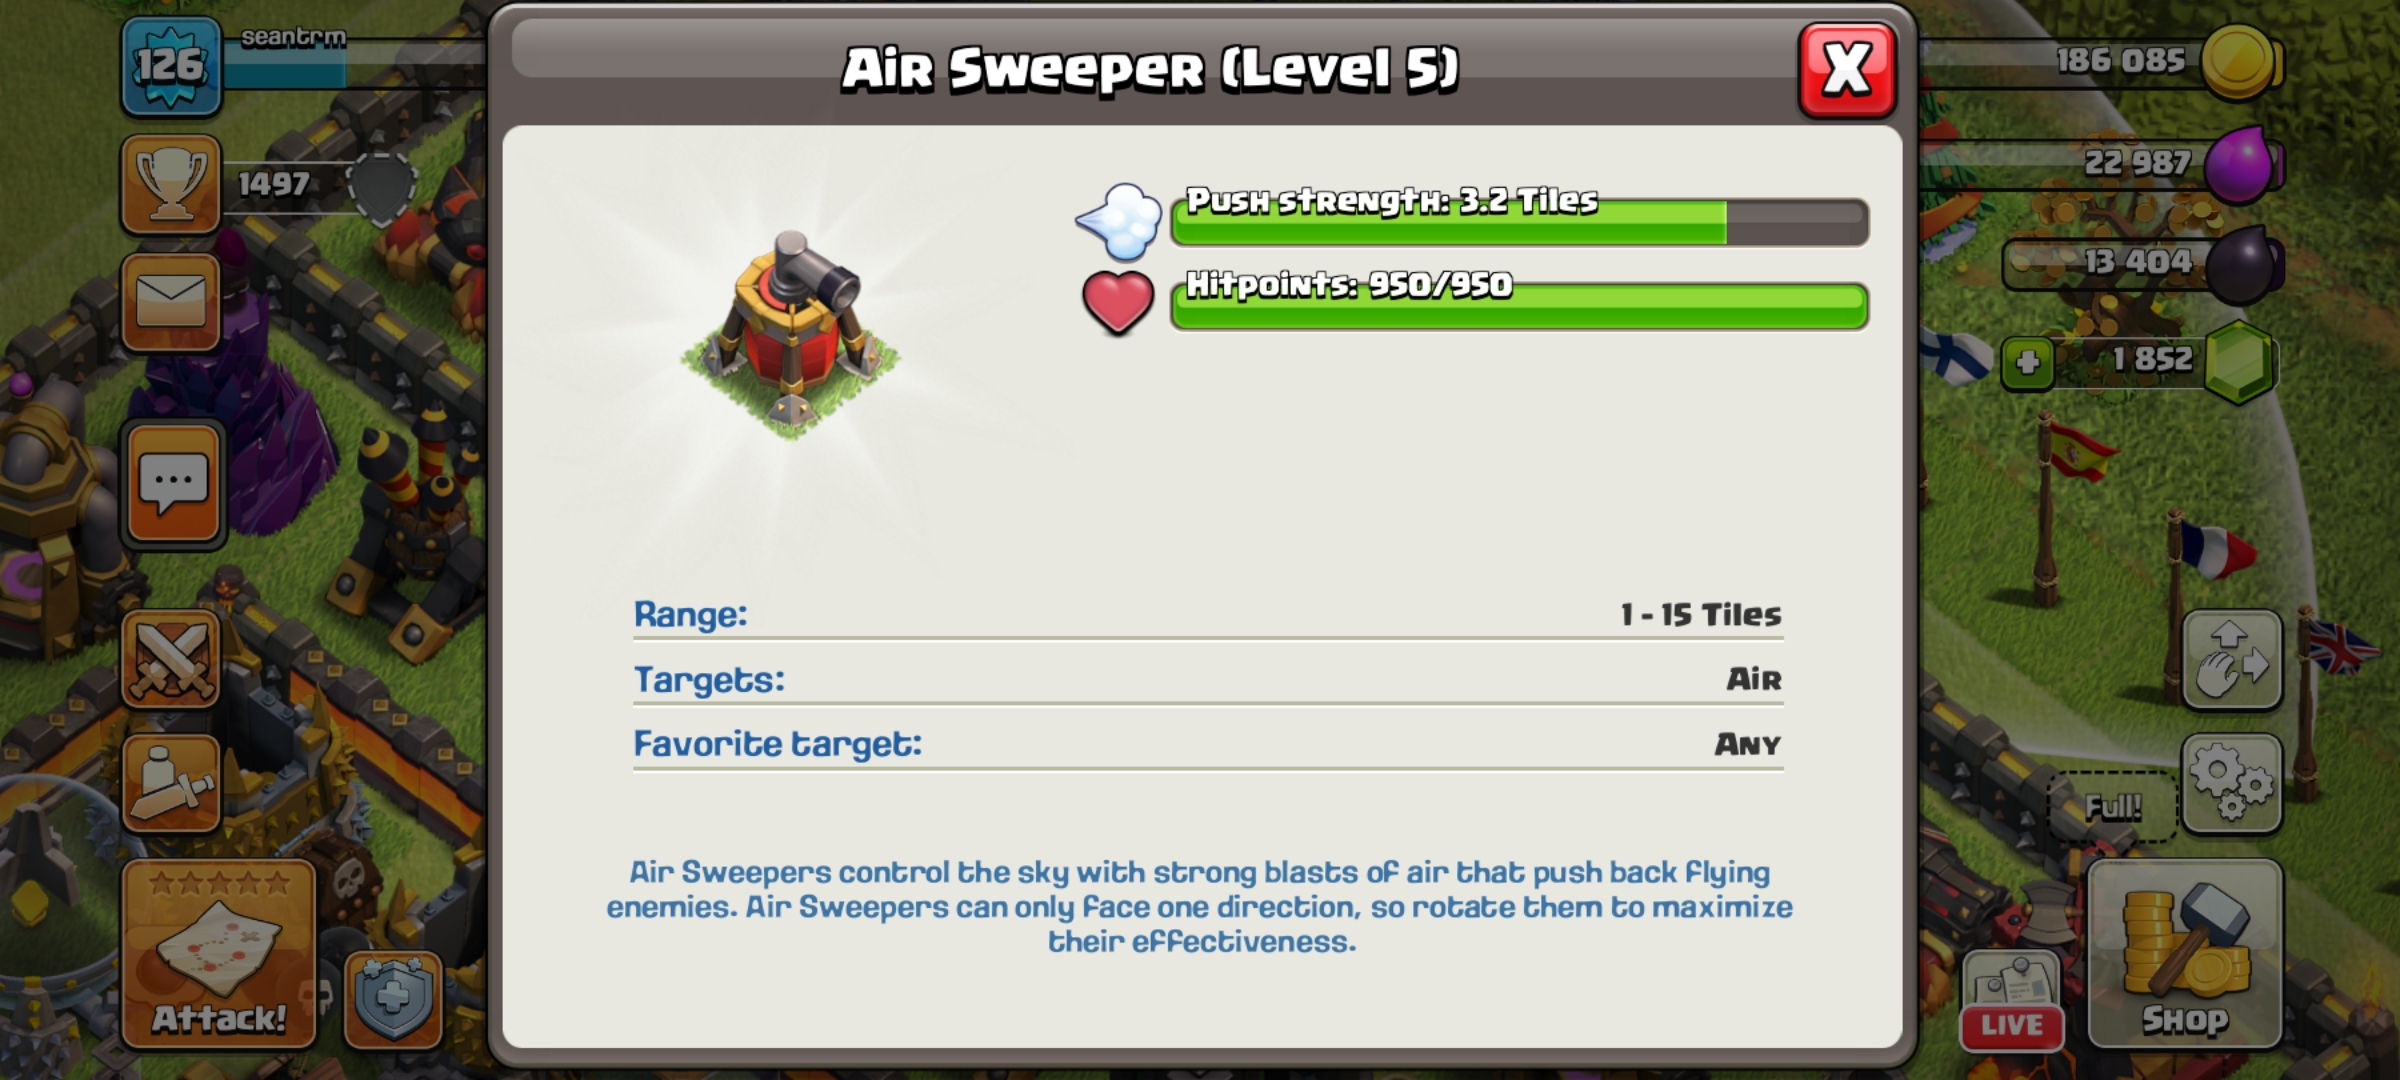 126
seantrm
1497
Attack!
Air Sweeper (Level 5)
X
Push strength: 3.2 Tiles
Hitpoints: 950/950
Range: 1 - 15 Tiles
Targets: Air
Favorite target: Any
Air Sweepers control the sky with strong blasts of air that push back flying
enemies. Air Sweepers can only face one direction, so rotate them to maximize
their effectiveness.
186 085
22 987
13 404
1 852
Full!
LIVE
Shop